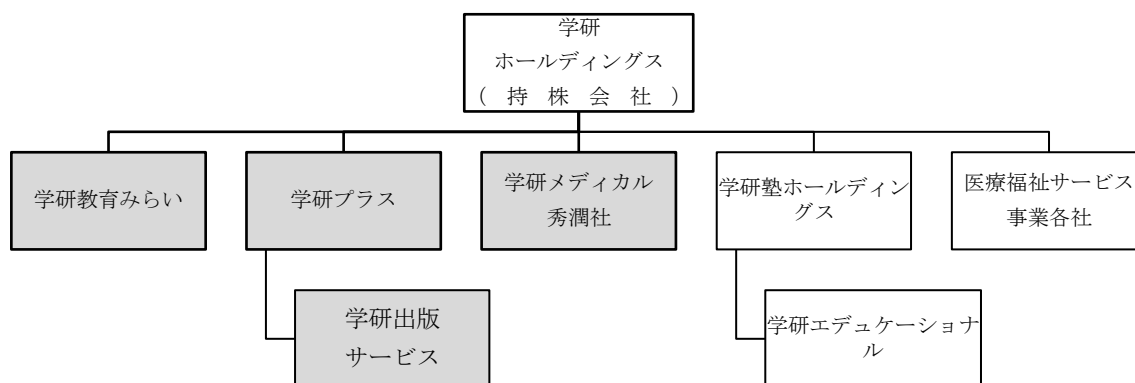 学研
ホールディングス
( 持 株 会 社 )
学研教育みらい
学研プラス
学研メディカル
秀潤社
学研塾ホールディン
グス
医療福祉サービス
事業各社
学研出版
サービス
学研エデュケーショナ
ル